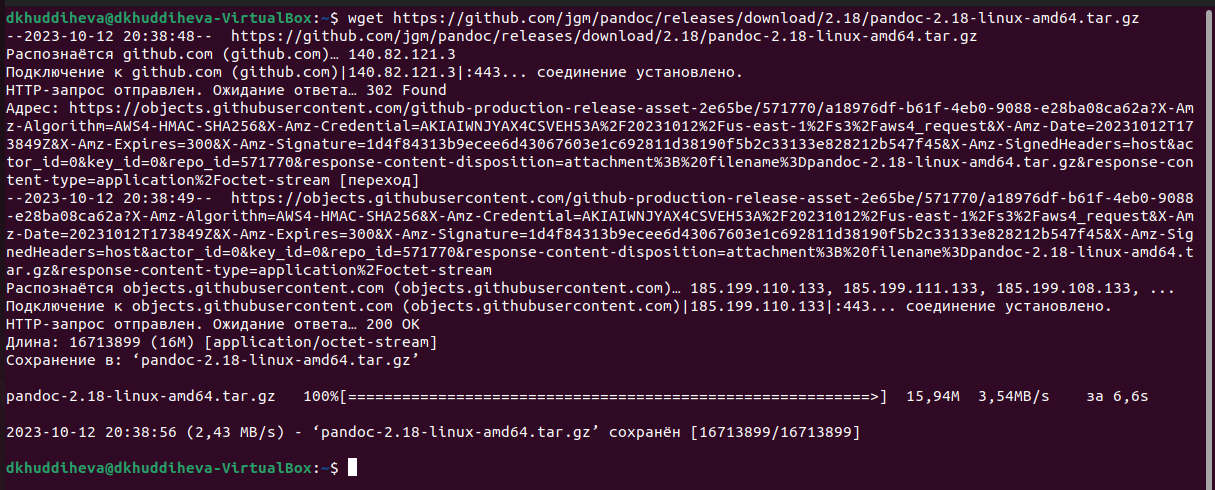 dkhuddiheva@dkhuddiheva-VirtualBox:~$ wget https://github.com/jgm/pandoc/releases/download/2.18/pandoc-2.18-linux-amd64.tar.gz
--2023-10-12 20:38:48--  https://github.com/jgm/pandoc/releases/download/2.18/pandoc-2.18-linux-amd64.tar.gz
Распознаётся github.com (github.com)… 140.82.121.3
Подключение к github.com (github.com)|140.82.121.3|:443... соединение установлено.
HTTP-запрос отправлен. Ожидание ответа… 302 Found
Адрес: https://objects.githubusercontent.com/github-production-release-asset-2e65be/571770/a18976df-b61f-4eb0-9088-e28ba08ca62a?X-Am
z-Algorithm=AWS4-HMAC-SHA256&X-Amz-Credential=AKIAIWNJYAX4CSVEH53A%2F20231012%2Fus-east-1%2Fs3%2Faws4_request&X-Amz-Date=20231012T17
3849Z&X-Amz-Expires=300&X-Amz-Signature=1d4f84313b9ecee6d43067603e1c692811d38190f5b2c33133e828212b547f45&X-Amz-SignedHeaders=host&ac
tor_id=0&key_id=0&repo_id=571770&response-content-disposition=attachment%3B%20filename%3Dpandoc-2.18-linux-amd64.tar.gz&response-con
tent-type=application%2Foctet-stream [переход]
--2023-10-12 20:38:49--  https://objects.githubusercontent.com/github-production-release-asset-2e65be/571770/a18976df-b61f-4eb0-9088
-e28ba08ca62a?X-Amz-Algorithm=AWS4-HMAC-SHA256&X-Amz-Credential=AKIAIWNJYAX4CSVEH53A%2F20231012%2Fus-east-1%2Fs3%2Faws4_request&X-Am
z-Date=20231012T173849Z&X-Amz-Expires=300&X-Amz-Signature=1d4f84313b9ecee6d43067603e1c692811d38190f5b2c33133e828212b547f45&X-Amz-Sig
nedHeaders=host&actor_id=0&key_id=0&repo_id=571770&response-content-disposition=attachment%3B%20filename%3Dpandoc-2.18-linux-amd64.t
ar.gz&response-content-type=application%2Foctet-stream
Распознаётся objects.githubusercontent.com (objects.githubusercontent.com)… 185.199.110.133, 185.199.111.133, 185.199.108.133, ...
Подключение к objects.githubusercontent.com (objects.githubusercontent.com)|185.199.110.133|:443... соединение установлено.
HTTP-запрос отправлен. Ожидание ответа… 200 OK
Длина: 16713899 (16M) [application/octet-stream]
Сохранение в: ‘pandoc-2.18-linux-amd64.tar.gz’
pandoc-2.18-linux-amd64.tar.gz   100%[==========================================================>]  15,94M  3,54MB/s    за 6,6s
2023-10-12 20:38:56 (2,43 MB/s) - ‘pandoc-2.18-linux-amd64.tar.gz’ сохранён [16713899/16713899]
dkhuddiheva@dkhuddiheva-VirtualBox:~$